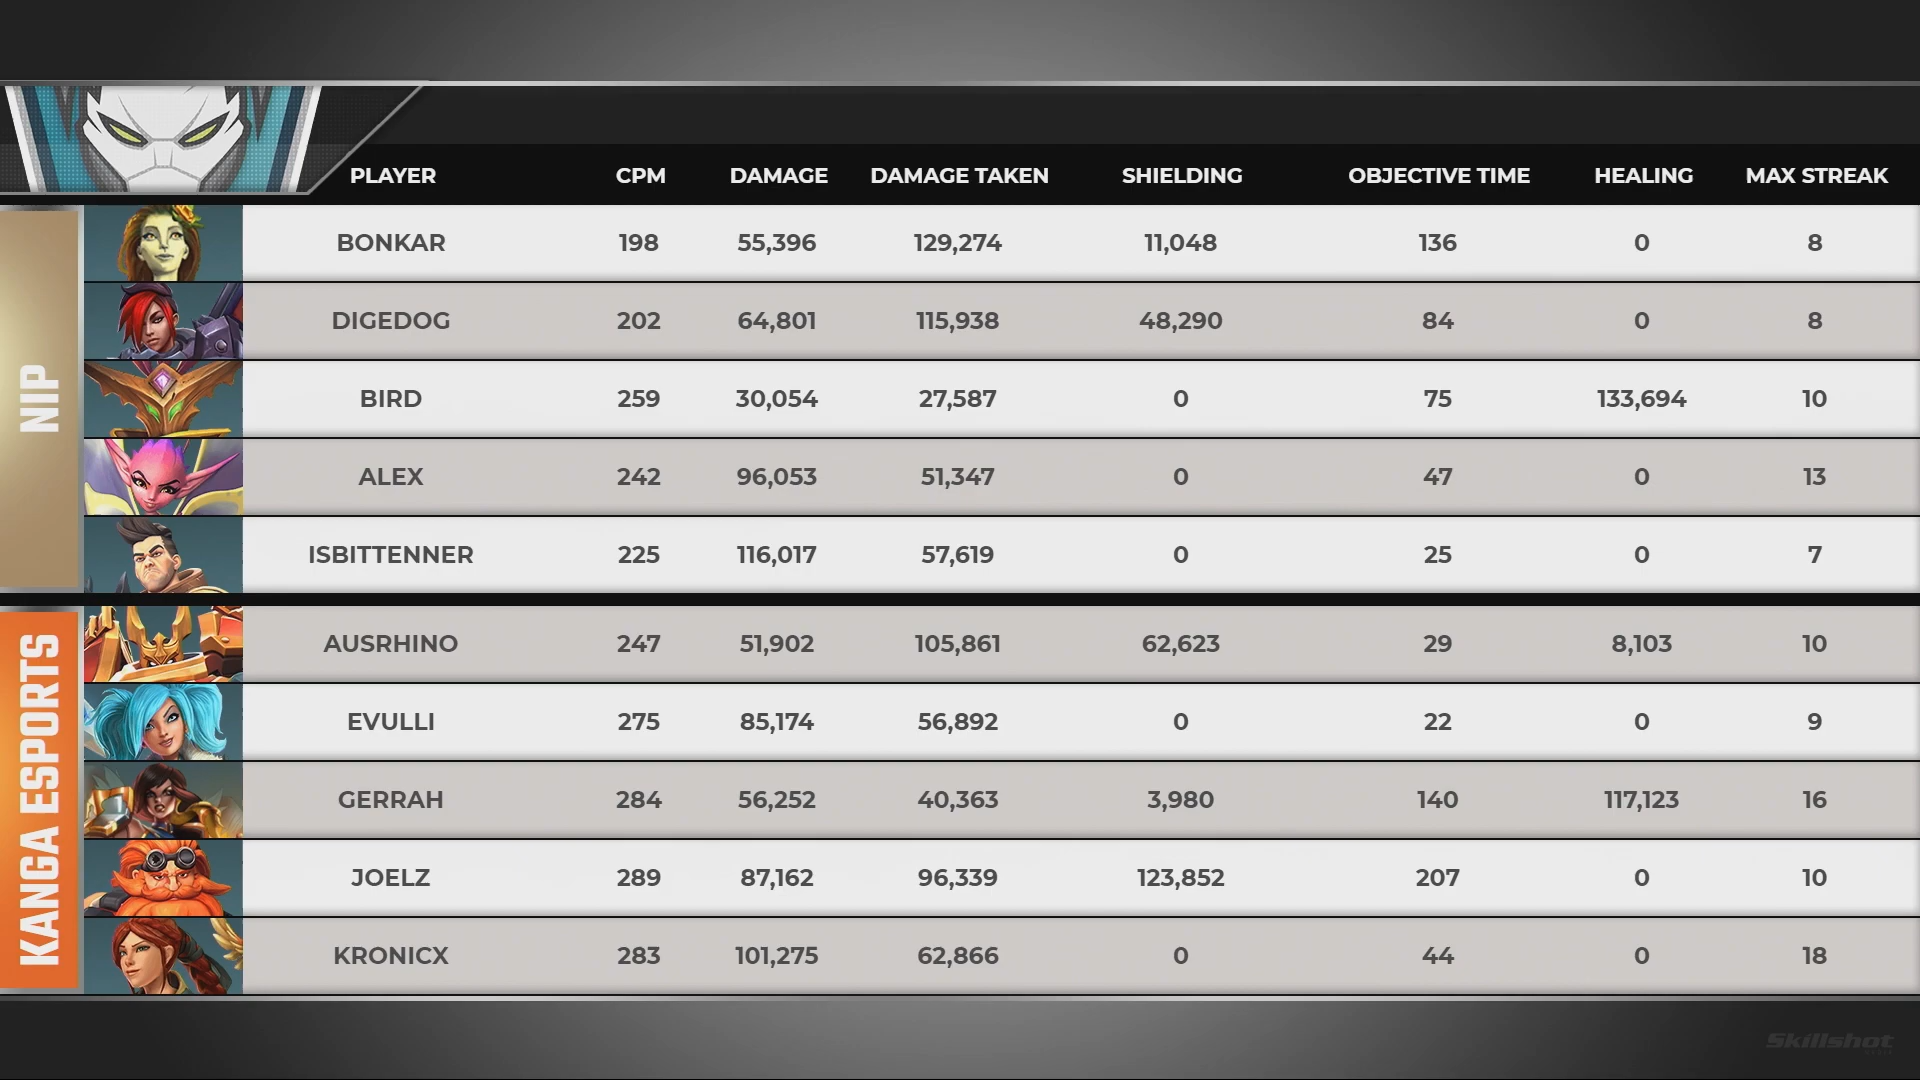 PLAYER CPM DAMAGE DAMAGE TAKEN SHIELDING OBJECTIVE TIME HEALING MAX STREAK
NIP
BONKAR 198 55,396 129,274 11,048 136 0 8
DIGEDOG 202 64,801 115,938 48,290 84 0 8
BIRD 259 30,054 27,587 0 75 133,694 10
ALEX 242 96,053 51,347 0 47 0 13
ISBITTENNER 225 116,017 57,619 0 25 0 7
KANGA ESPORTS
AUSRHINO 247 51,902 105,861 62,623 29 8,103 10
EVULLI 275 85,174 56,892 0 22 0 9
GERRAH 284 56,252 40,363 3,980 140 117,123 16
JOELZ 289 87,162 96,339 123,852 207 0 10
KRONICX 283 101,275 62,866 0 44 0 18
Skillshot